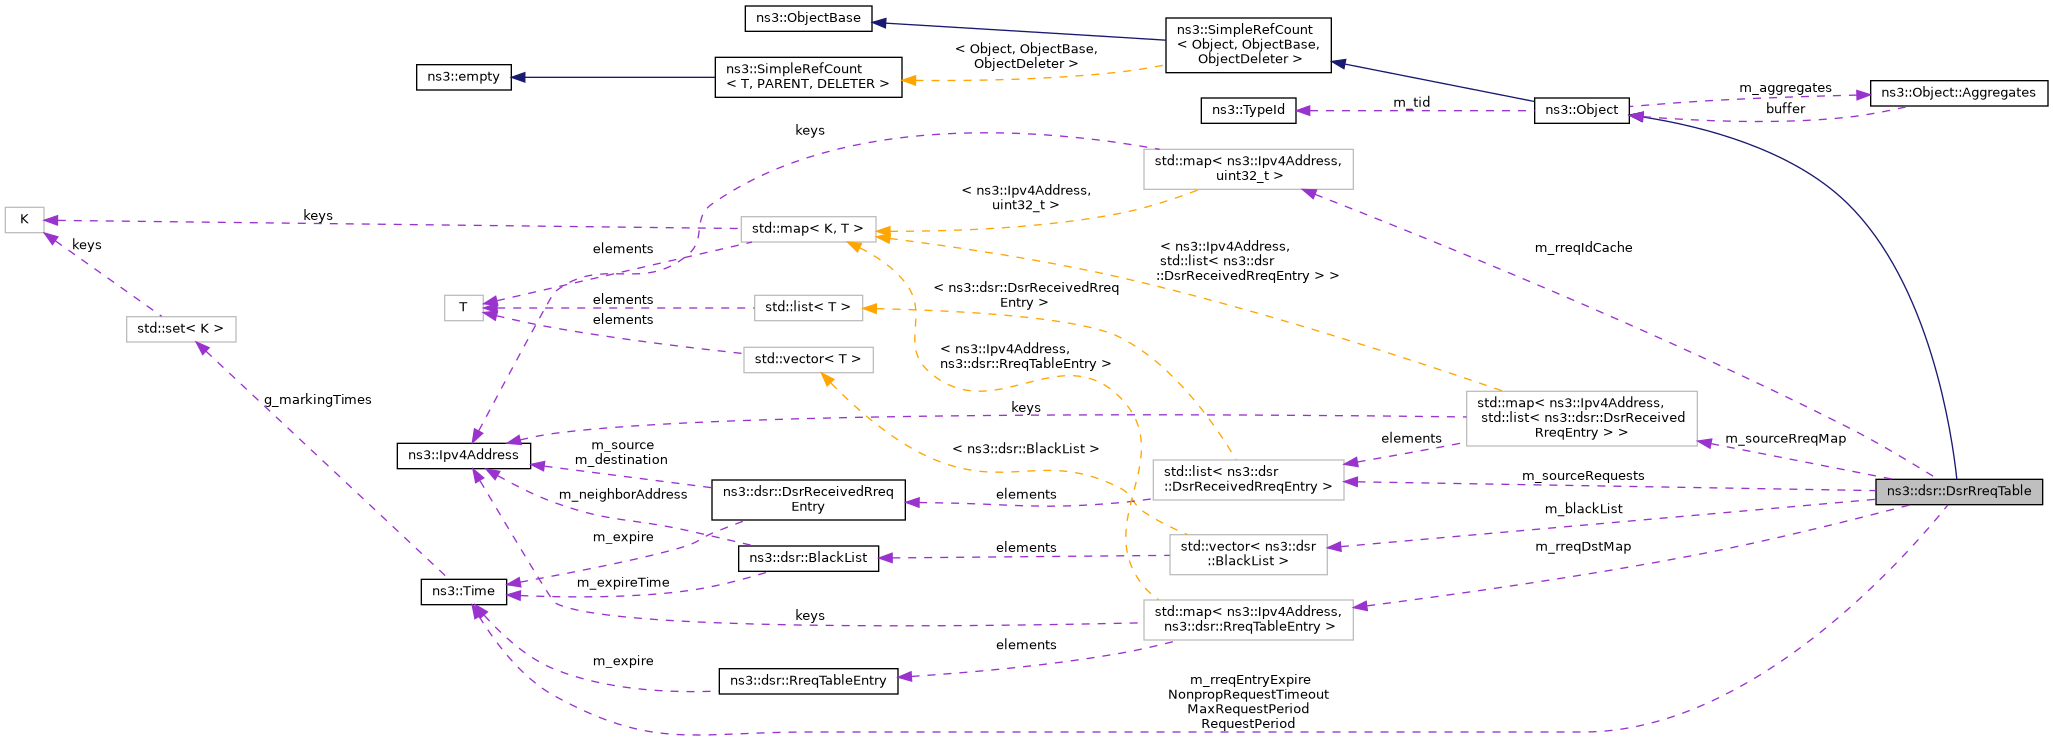 ns3::ObjectBase
ns3::SimpleRefCount
< Object, ObjectBase,
ObjectDeleter >
< Object, ObjectBase,
ObjectDeleter >
ns3::empty
ns3::SimpleRefCount
< T, PARENT, DELETER >
ns3::TypeId
m_tid
ns3::Object
m_aggregates
buffer
ns3::Object::Aggregates
keys
std::map< ns3::Ipv4Address,
uint32_t >
< ns3::Ipv4Address,
uint32_t >
K
keys
keys
std::map< K, T >
elements
< ns3::Ipv4Address,
std::list< ns3::dsr
::DsrReceivedRreqEntry > >
m_rreqIdCache
T
elements
elements
std::list< T >
< ns3::dsr::DsrReceivedRreq
Entry >
std::set< K >
std::vector< T >
< ns3::Ipv4Address,
ns3::dsr::RreqTableEntry >
g_markingTimes
keys
std::map< ns3::Ipv4Address,
std::list< ns3::dsr::DsrReceived
RreqEntry > >
m_sourceRreqMap
elements
ns3::Ipv4Address
m_source
m_destination
< ns3::dsr::BlackList >
std::list< ns3::dsr
::DsrReceivedRreqEntry >
m_sourceRequests
ns3::dsr::DsrRreqTable
m_neighborAddress
ns3::dsr::DsrReceivedRreq
Entry
elements
m_blackList
m_expire
ns3::dsr::BlackList
elements
std::vector< ns3::dsr
::BlackList >
m_rreqDstMap
ns3::Time
m_expireTime
keys
std::map< ns3::Ipv4Address,
ns3::dsr::RreqTableEntry >
elements
m_expire
ns3::dsr::RreqTableEntry
m_rreqEntryExpire
NonpropRequestTimeout
MaxRequestPeriod
RequestPeriod